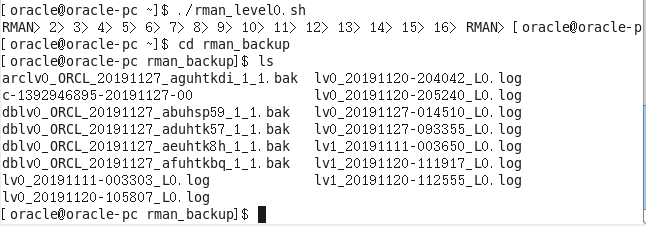 [oracle@oracle-pc ~]$ ./rman_level0.sh
RMAN> 2> 3> 4> 5> 6> 7> 8> 9> 10> 11> 12> 13> 14> 15> 16> RMAN> [oracle@oracle-p
[oracle@oracle-pc ~]$ cd rman_backup
[oracle@oracle-pc rman_backup]$ ls
arclv0_ORCL_20191127_aguhtkdi_1_1.bak  lv0_20191120-204042_L0.log
c-1392946895-20191127-00               lv0_20191120-205240_L0.log
dblv0_ORCL_20191127_abuhsp59_1_1.bak   lv0_20191127-014510_L0.log
dblv0_ORCL_20191127_aduhtk57_1_1.bak   lv0_20191127-093355_L0.log
dblv0_ORCL_20191127_aeuhtk8h_1_1.bak   lv1_20191111-003650_L0.log
dblv0_ORCL_20191127_afuhtkbq_1_1.bak   lv1_20191120-111917_L0.log
lv0_20191111-003303_L0.log             lv1_20191120-112555_L0.log
lv0_20191120-105807_L0.log
[oracle@oracle-pc rman_backup]$